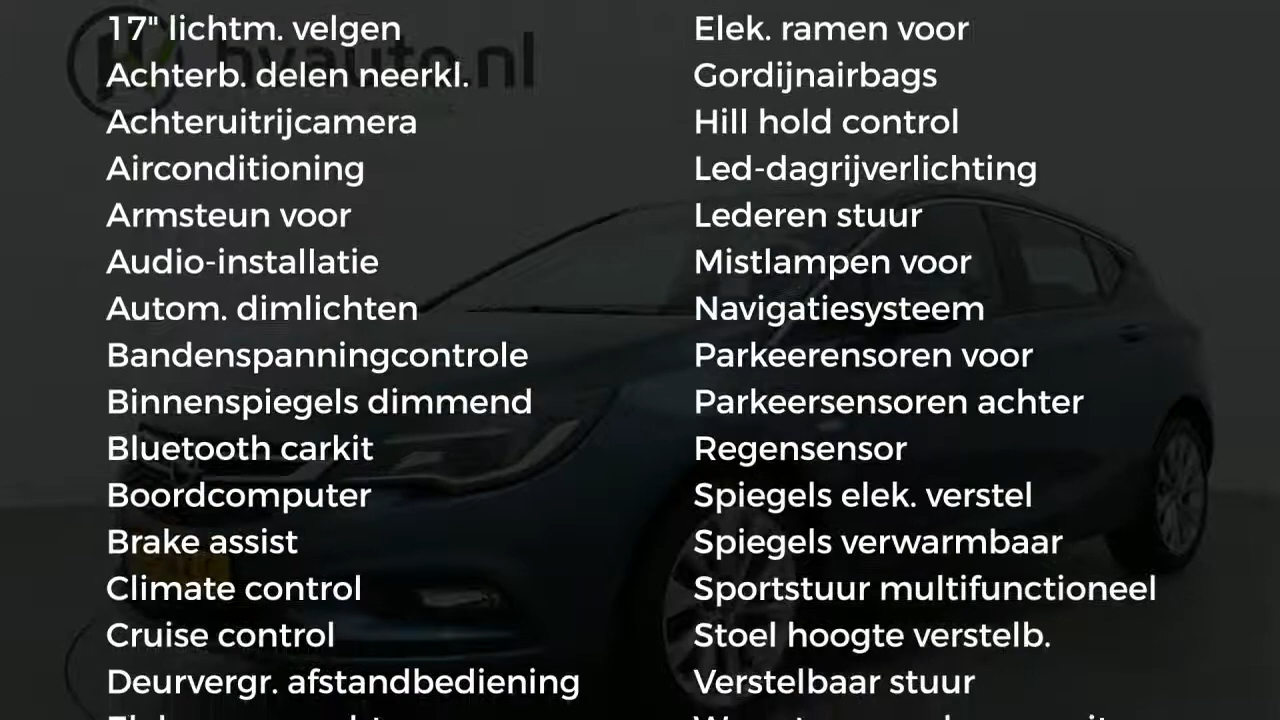 hvauto.nl
17" lichtm. velgen
Achterb. delen neerkl.
Achteruitrijcamera
Airconditioning
Armsteun voor
Audio-installatie
Autom. dimlichten
Bandenspanningcontrole
Binnenspiegels dimmend
Bluetooth carkit
Boordcomputer
Brake assist
Climate control
Cruise control
Deurvergr. afstandbediening
Elek. ramen voor
Gordijnairbags
Hill hold control
Led-dagrijverlichting
Lederen stuur
Mistlampen voor
Navigatiesysteem
Parkeerensoren voor
Parkeersensoren achter
Regensensor
Spiegels elek. verstel
Spiegels verwarmbaar
Sportstuur multifunctioneel
Stoel hoogte verstelb.
Verstelbaar stuur